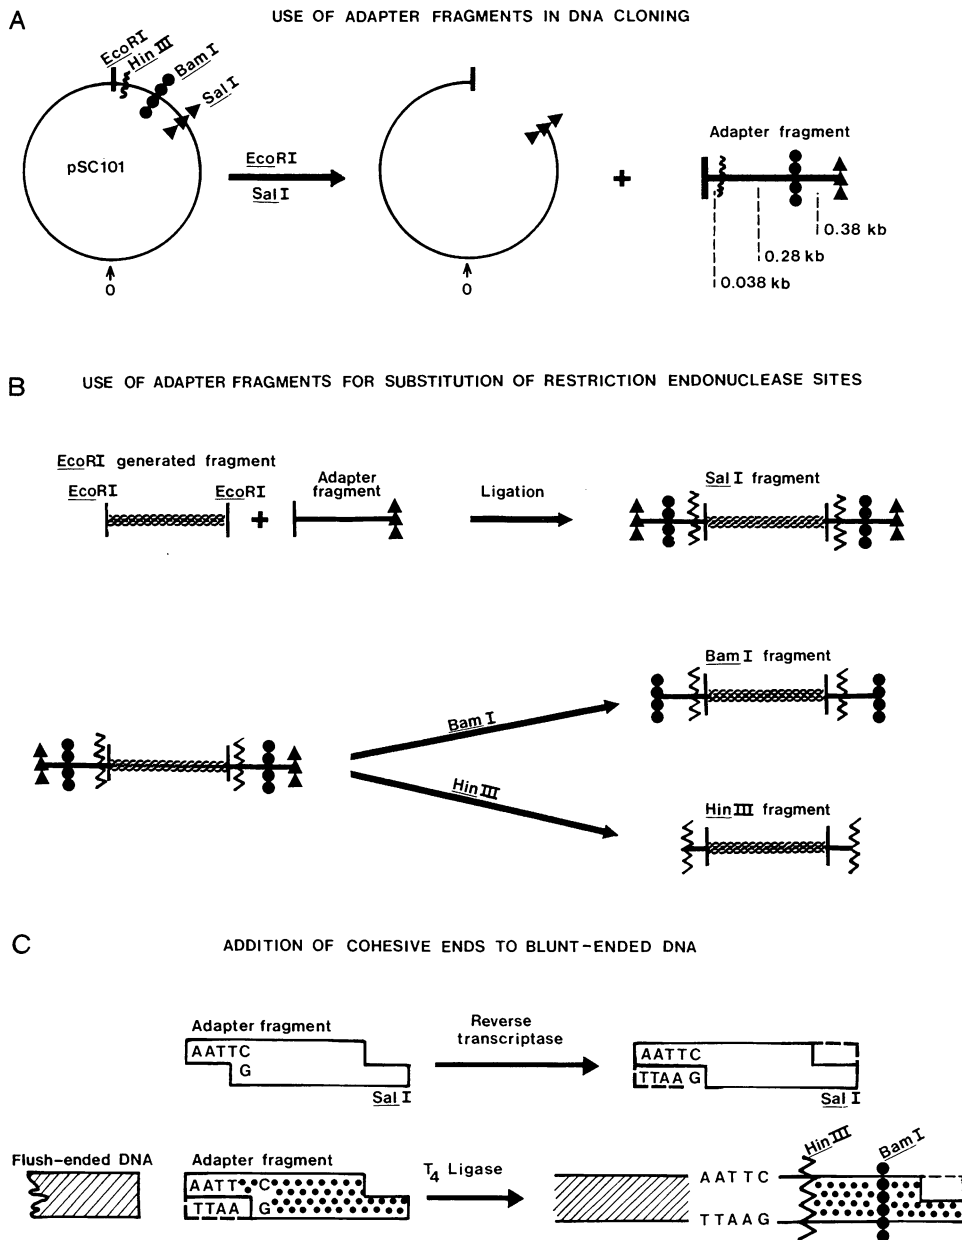 A
USE OF ADAPTER FRAGMENTS IN DNA CLONING
EcoRI
Hin III
Bam I
Sal I
pSC101
EcoRI
Sal I
Adapter fragment
0.38 kb
0.28 kb
0.038 kb
0
0
B
USE OF ADAPTER FRAGMENTS FOR SUBSTITUTION OF RESTRICTION ENDONUCLEASE SITES
EcoRI generated fragment
EcoRI
EcoRI
Adapter
fragment
Ligation
Sal I fragment
Bam I fragment
Bam I
Hin III
Hin III fragment
C
ADDITION OF COHESIVE ENDS TO BLUNT-ENDED DNA
Adapter fragment
AATTC
G
Sal I
Reverse
transcriptase
AATTC
TTAA G
Sal I
Flush-ended DNA
Adapter fragment
AATT C
TTAA G
T4 Ligase
AATTC
TTAAG
Hin III
Bam I